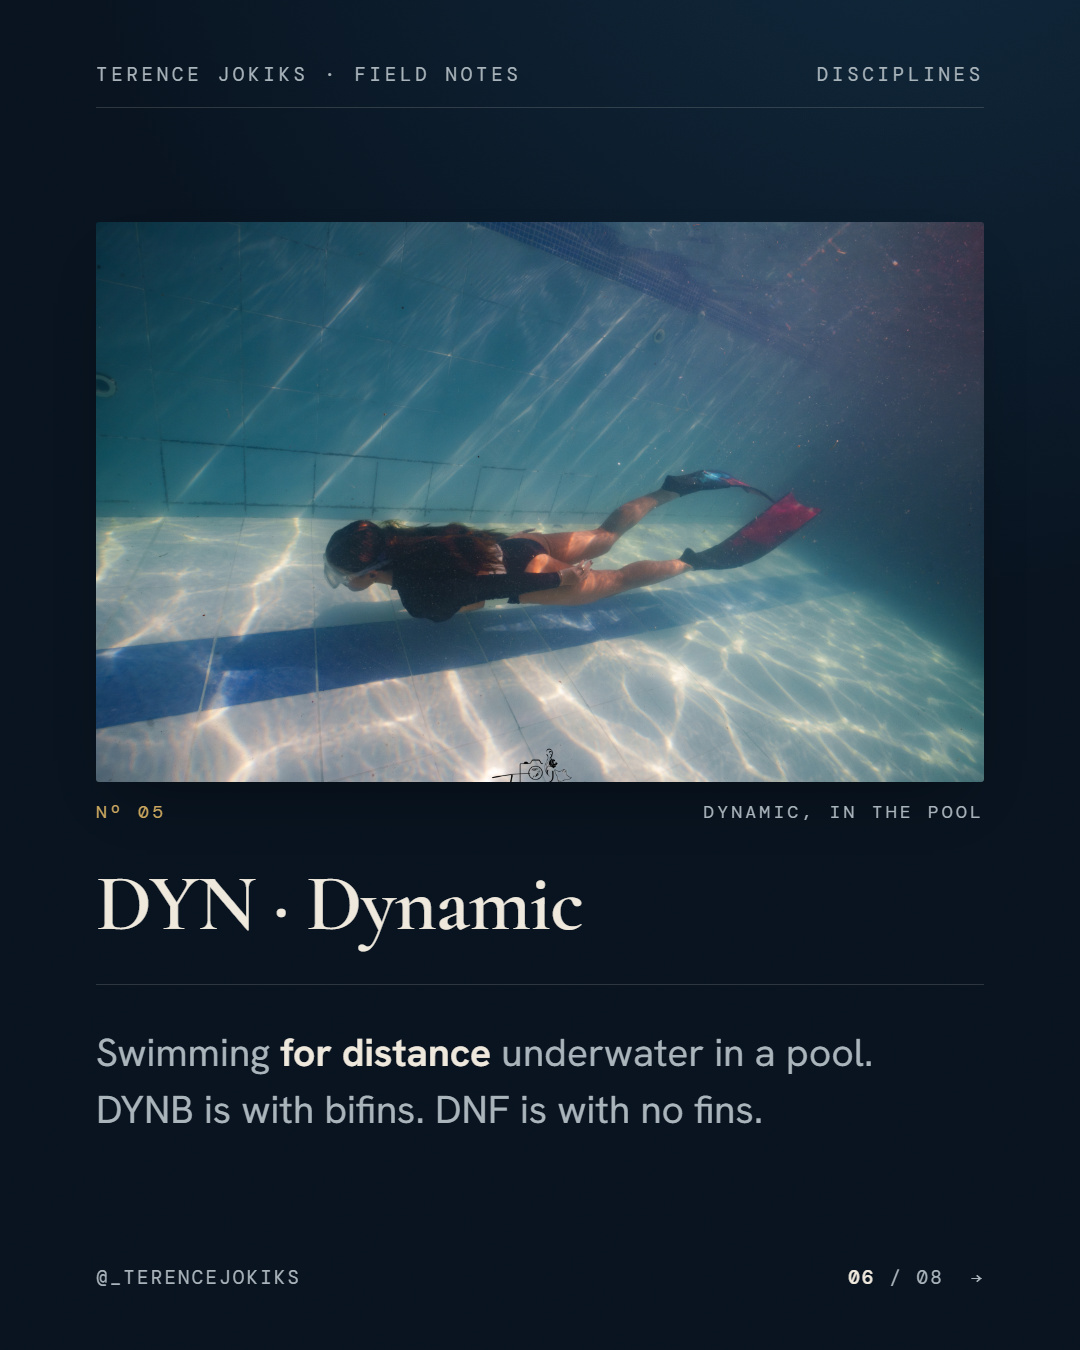 TERENCE JOKIKS · FIELD NOTES
DISCIPLINES
Nº 05
DYNAMIC, IN THE POOL
DYN · Dynamic
Swimming for distance underwater in a pool.
DYNB is with bifins. DNF is with no fins.
@_TERENCEJOKIKS
06 / 08 →